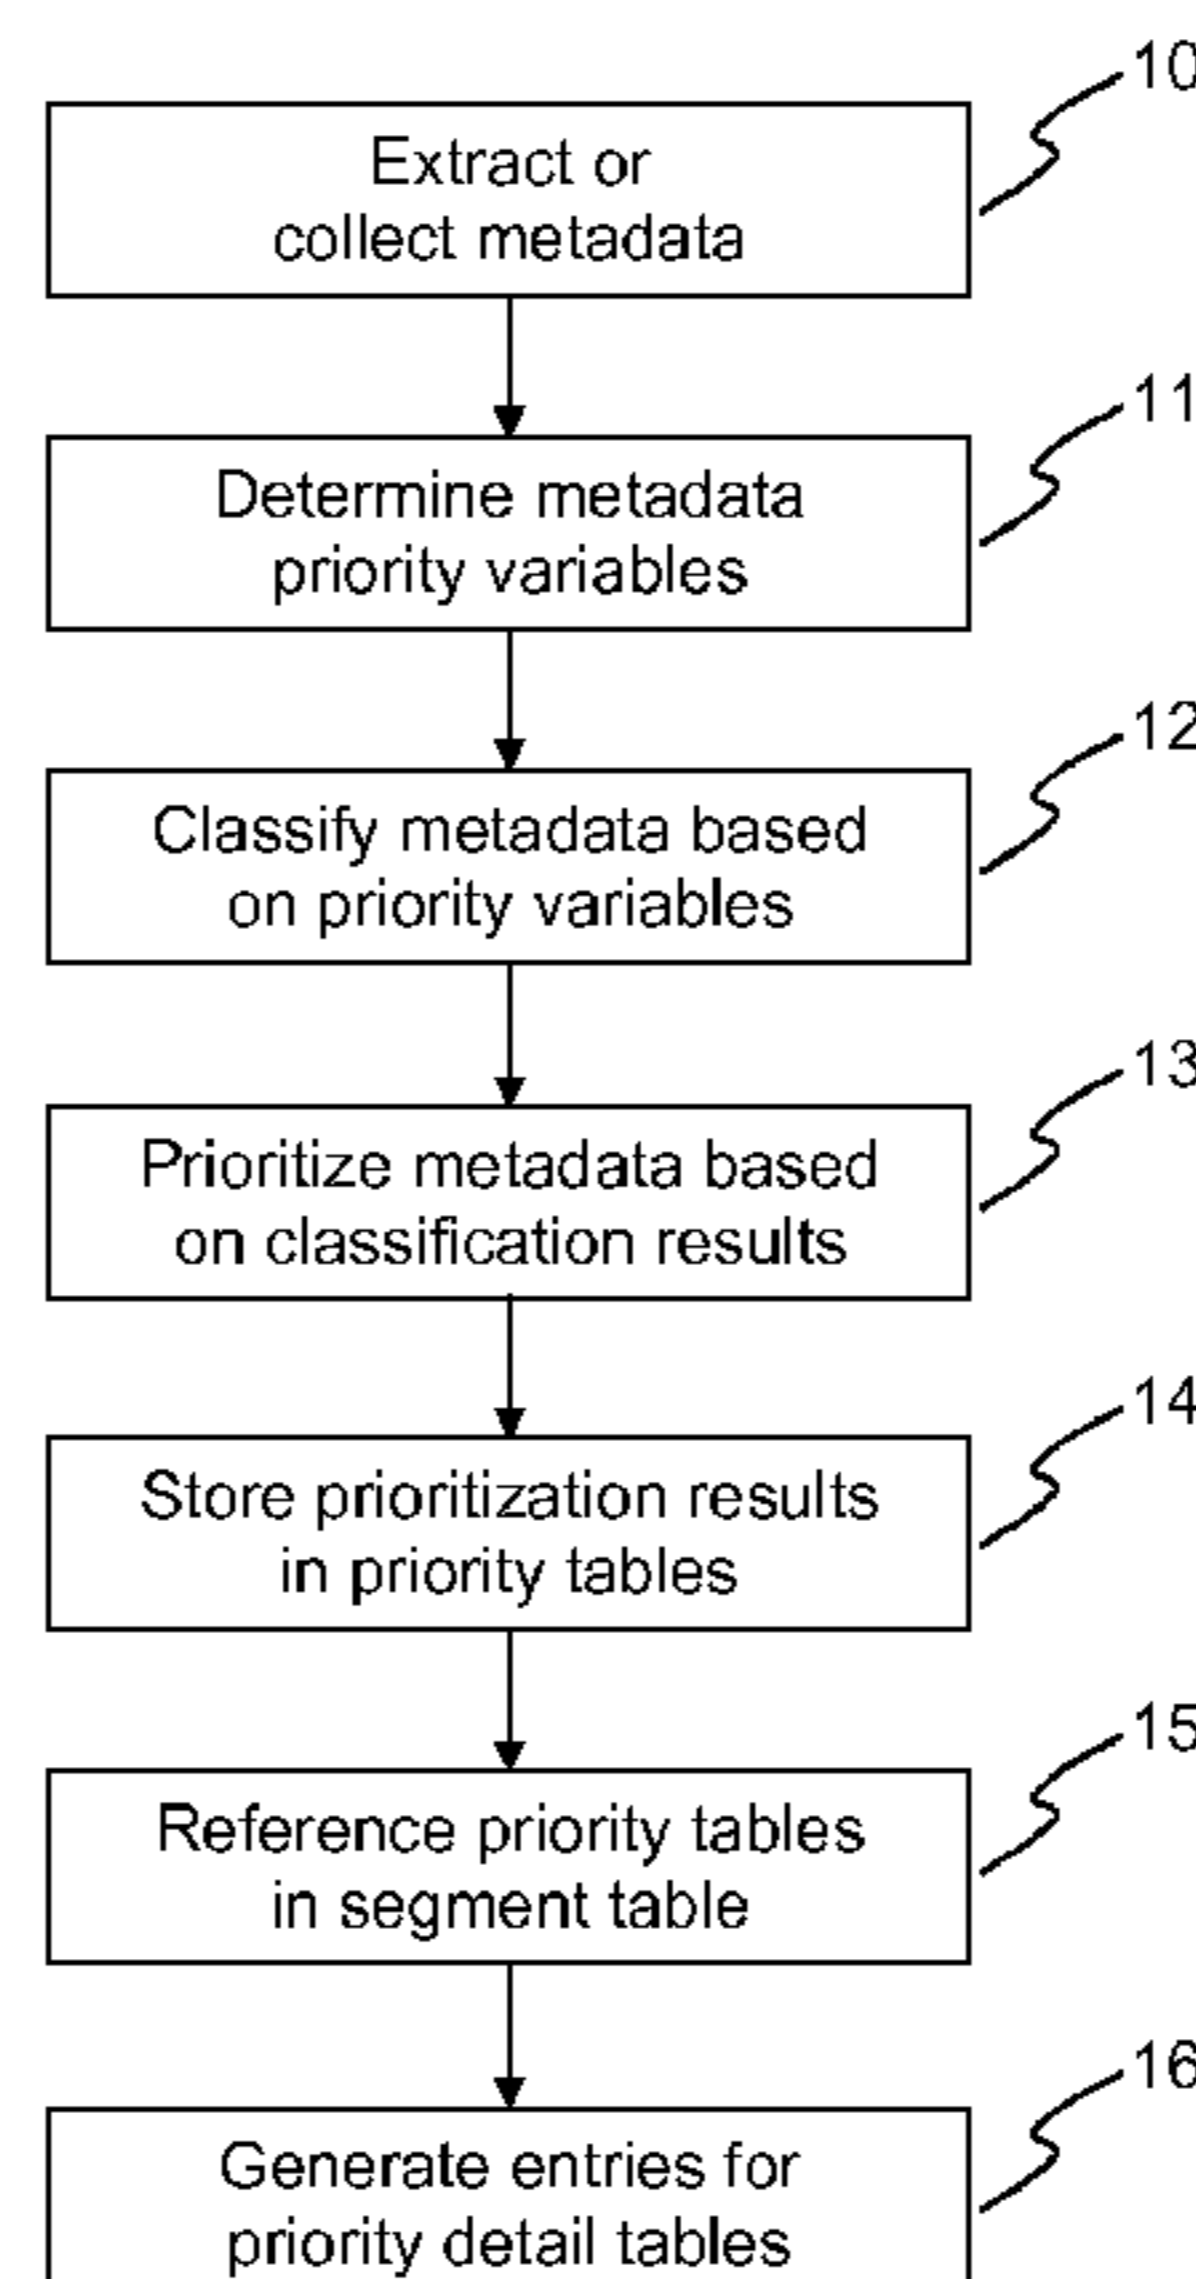 10
Extract or
collect metadata
11
Determine metadata
priority variables
12
Classify metadata based
on priority variables
13
Prioritize metadata based
on classification results
14
Store prioritization results
in priority tables
15
Reference priority tables
in segment table
16
Generate entries for
priority detail tables